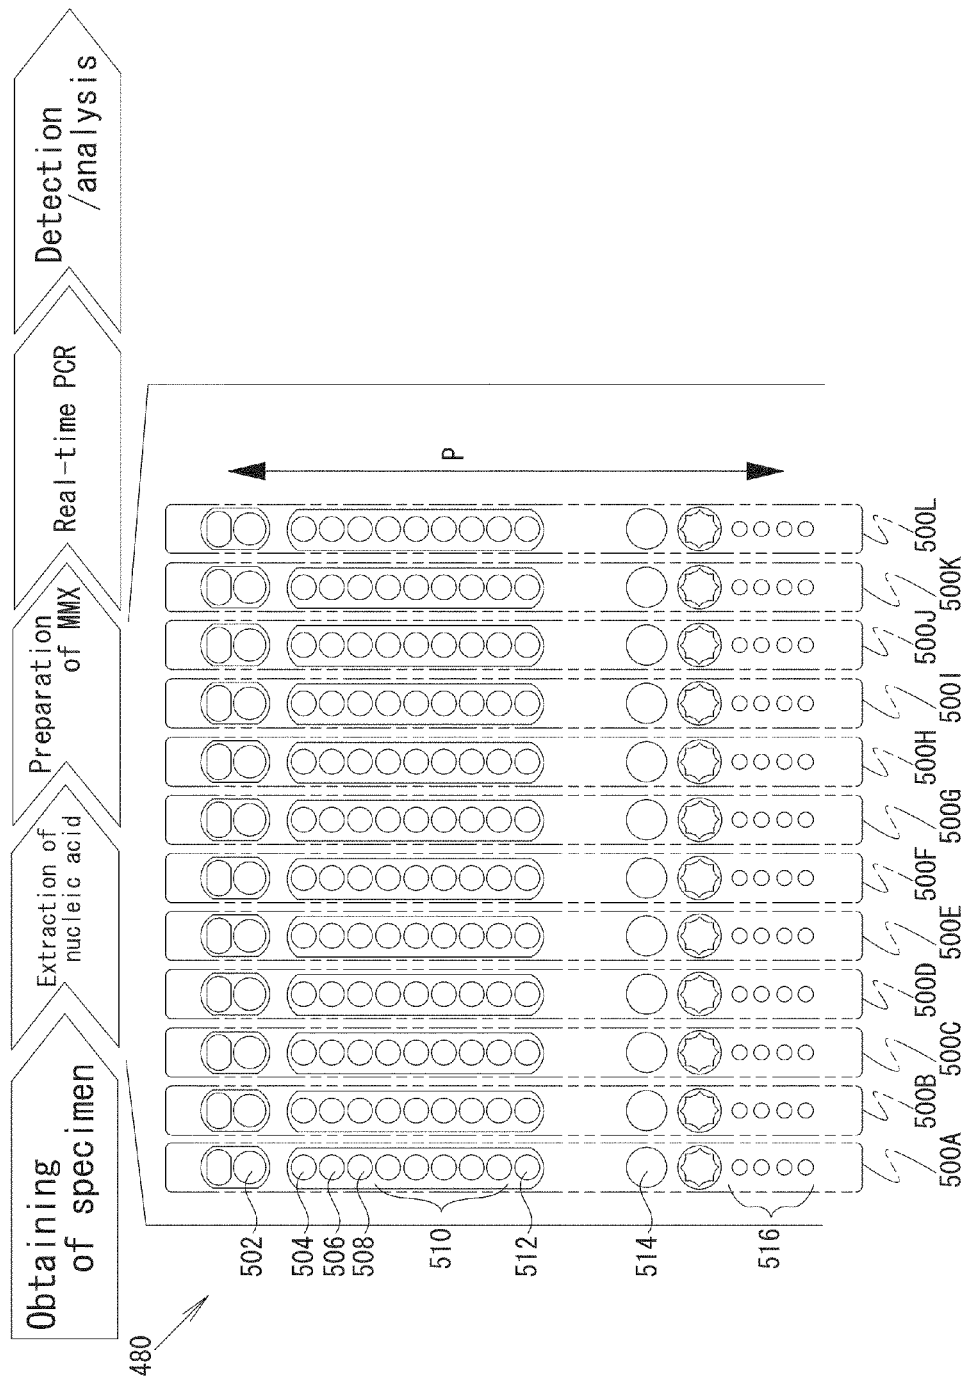 Obtaining
of specimen
Extraction of
nucleic acid
Preparation
of MMX
Real-time PCR
Detection
/analysis
480
P
502
504
506
508
510
512
514
516
500A
500B
500C
500D
500E
500F
500G
500H
500I
500J
500K
500L